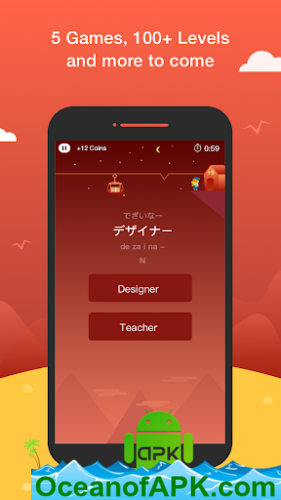 5 Games, 100+ Levels
and more to come
+12 Coins
0:59
でざいなー
デザイナー
de za i na –
N
Designer
Teacher
APK
OceanofAPK.com